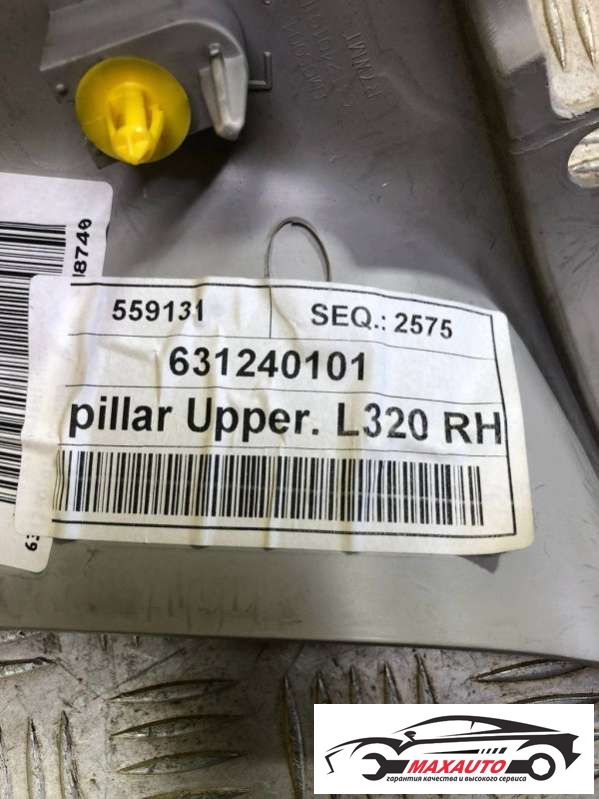 559131 SEQ.: 2575
631240101
pillar Upper. L320 RH
MAXAUTO
гарантия качества и высокого сервиса